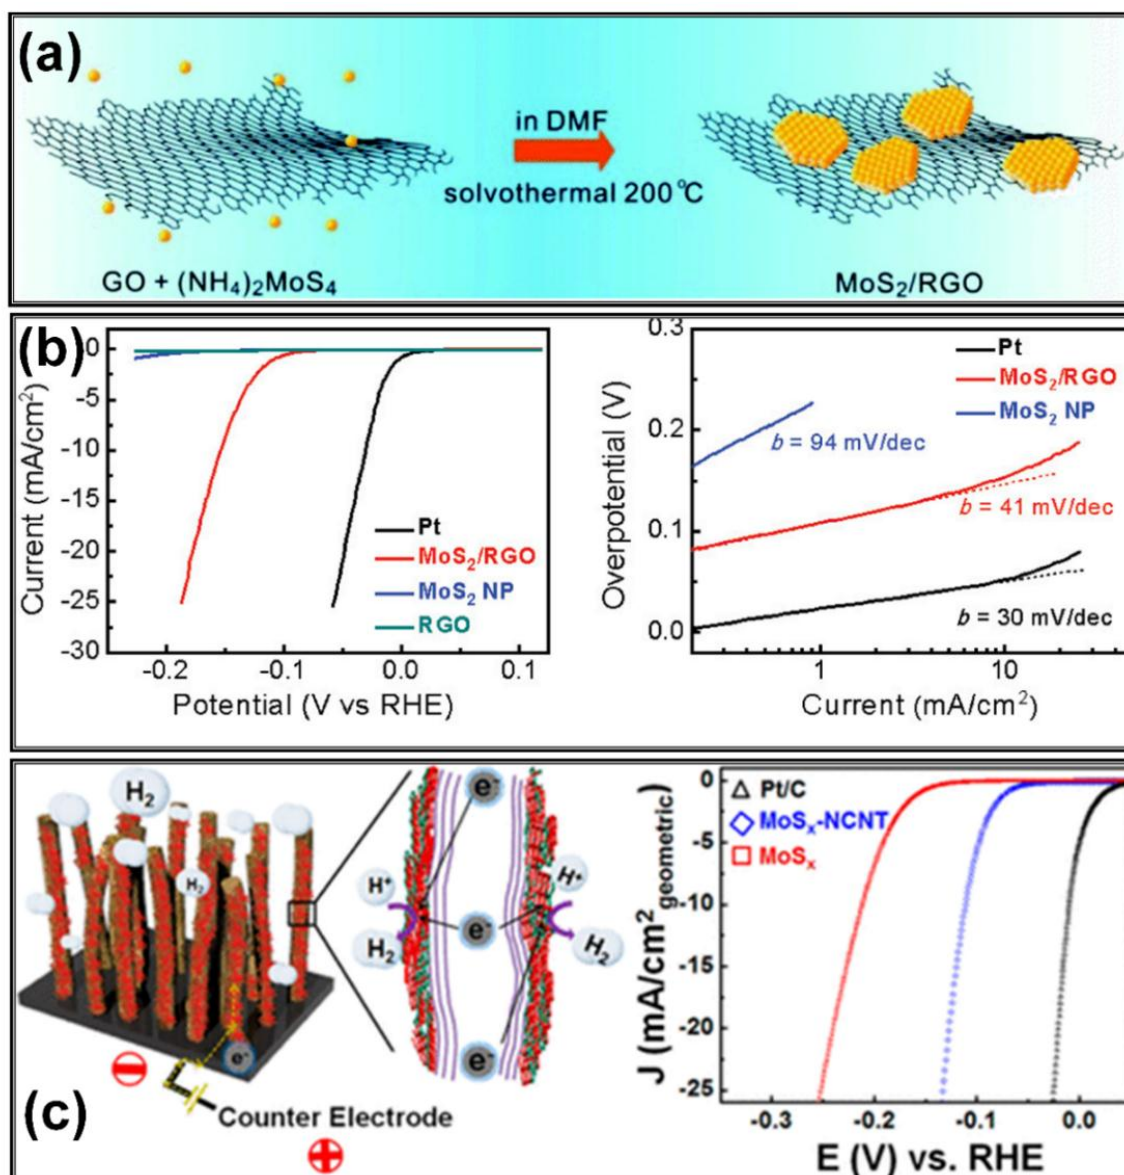 (a)
in DMF
solvothermal 200 °C
GO + (NH₄)₂MoS₄
MoS₂/RGO
(b)
0
-5
-10
-15
-20
-25
-30
Current (mA/cm²)
-0.2 -0.1 0.0 0.1
Potential (V vs RHE)
Pt
MoS₂/RGO
MoS₂ NP
RGO
0.3
0.2
0.1
0.0
Overpotential (V)
Pt
MoS₂/RGO
MoS₂ NP
b = 94 mV/dec
b = 41 mV/dec
b = 30 mV/dec
1 10
Current (mA/cm²)
(c)
H₂
H₂
e⁻
Counter Electrode
e⁻
H⁺ H⁺
e⁻
H₂ H₂
e⁻
0
-5
-10
-15
-20
-25
J (mA/cm²geometric)
Pt/C
MoSₓ-NCNT
MoSₓ
-0.3 -0.2 -0.1 0.0
E (V) vs. RHE